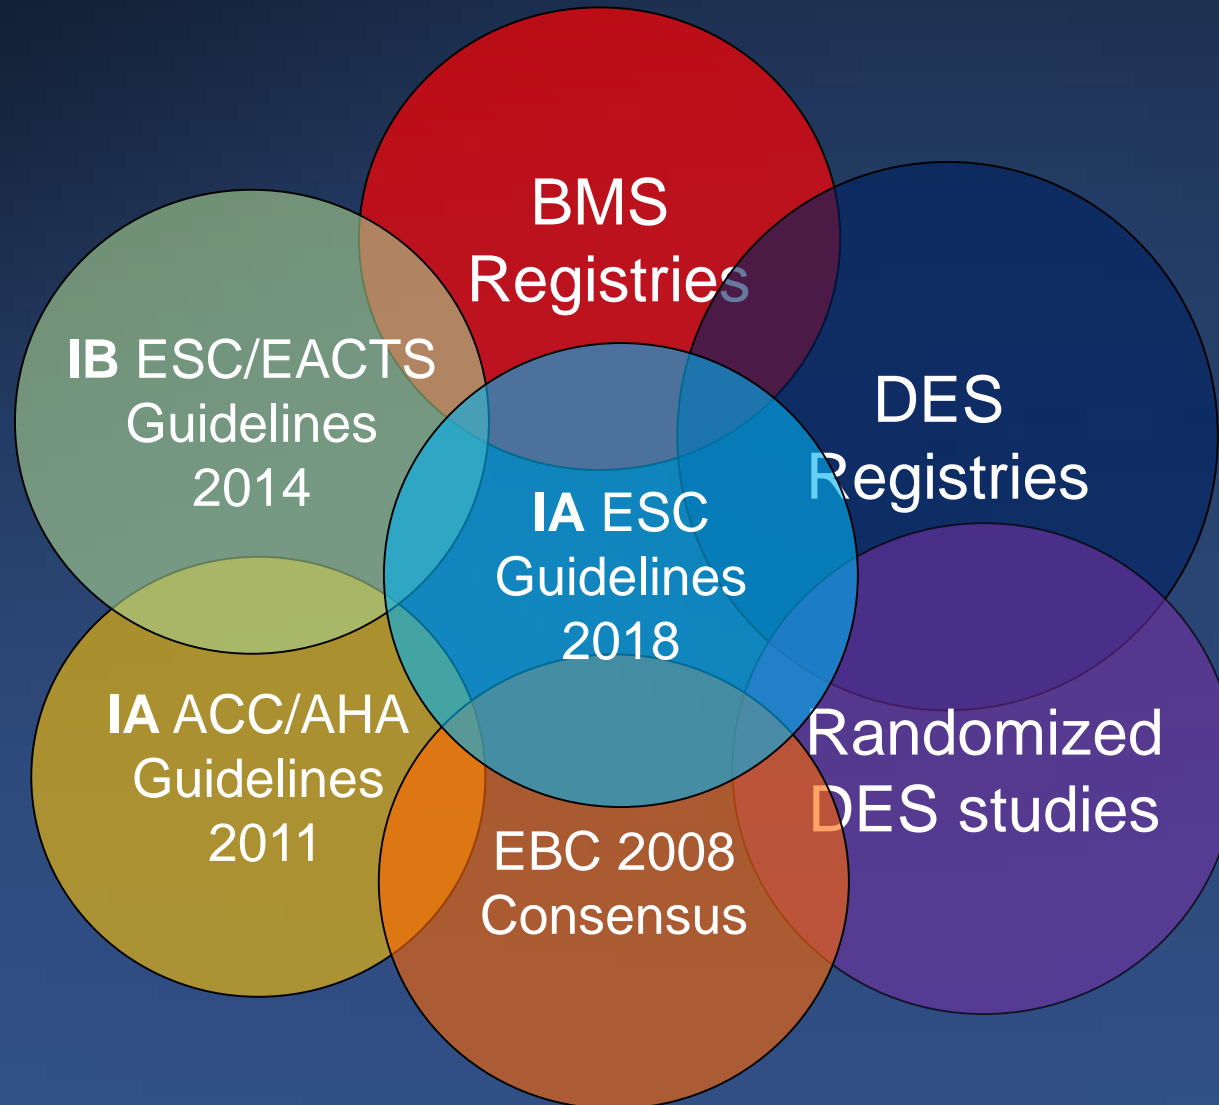 BMS
Registries
IB ESC/EACTS
Guidelines
2014
DES
Registries
IA ESC
Guidelines
2018
IA ACC/AHA
Guidelines
2011
Randomized
DES studies
EBC 2008
Consensus